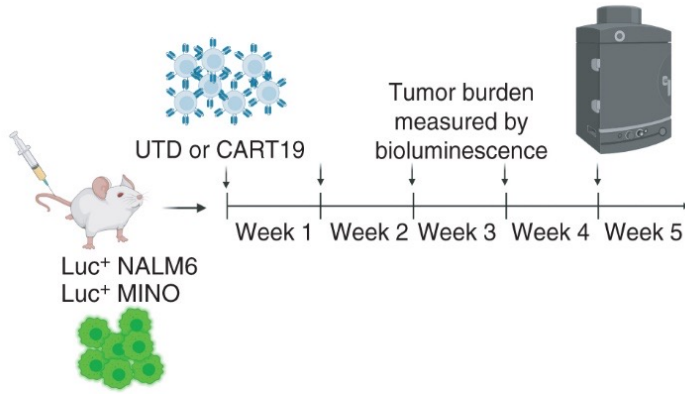 Tumor burden
measured by
bioluminescence
UTD or CART19
Week 1 Week 2 Week 3 Week 4 Week 5
Luc⁺ NALM6
Luc⁺ MINO